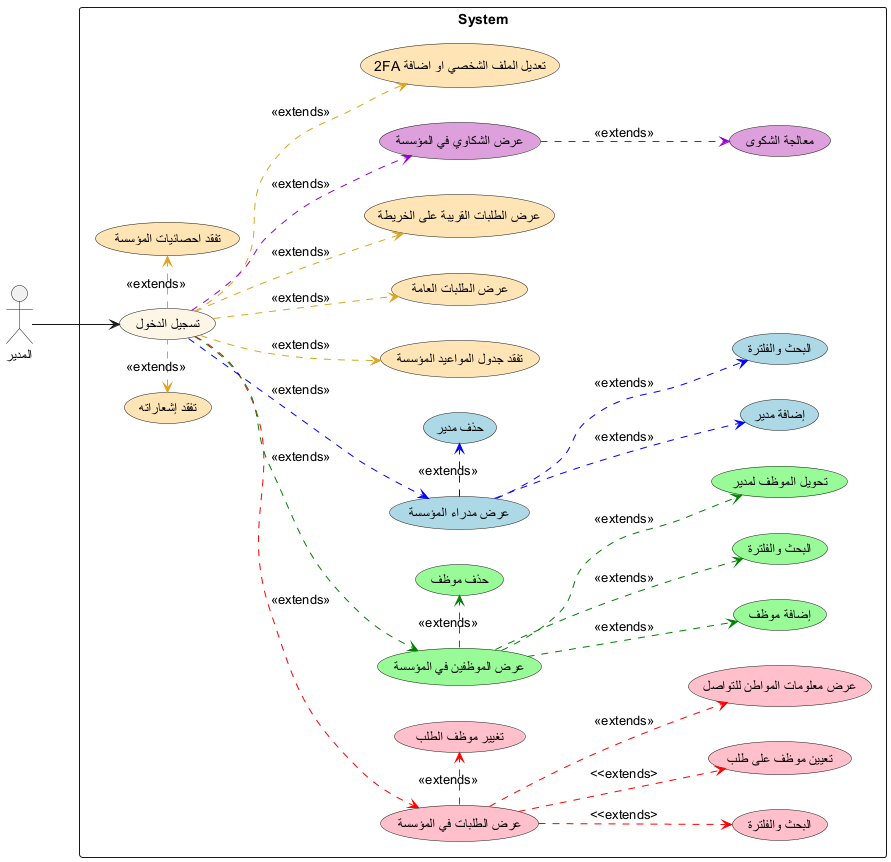 System
تعديل الملف الشخصي او اضافة 2FA
«extends»
عرض الشكاوي في المؤسسة
«extends»
معالجة الشكوى
«extends»
عرض الطلبات القريبة على الخريطة
«extends»
تفقد احصائيات المؤسسة
«extends»
عرض الطلبات العامة
«extends»
تسجيل الدخول
المدير
«extends»
تفقد جدول المواعيد المؤسسة
«extends»
تفقد إشعاراته
«extends»
البحث والفلترة
«extends»
إضافة مدير
«extends»
حذف مدير
«extends»
عرض مدراء المؤسسة
«extends»
تحويل الموظف لمدير
«extends»
البحث والفلترة
«extends»
إضافة موظف
«extends»
حذف موظف
«extends»
عرض الموظفين في المؤسسة
«extends»
عرض معلومات المواطن للتواصل
«extends»
تعيين موظف على طلب
<<extends>
تغيير موظف الطلب
«extends»
البحث والفلترة
<<extends>
عرض الطلبات في المؤسسة